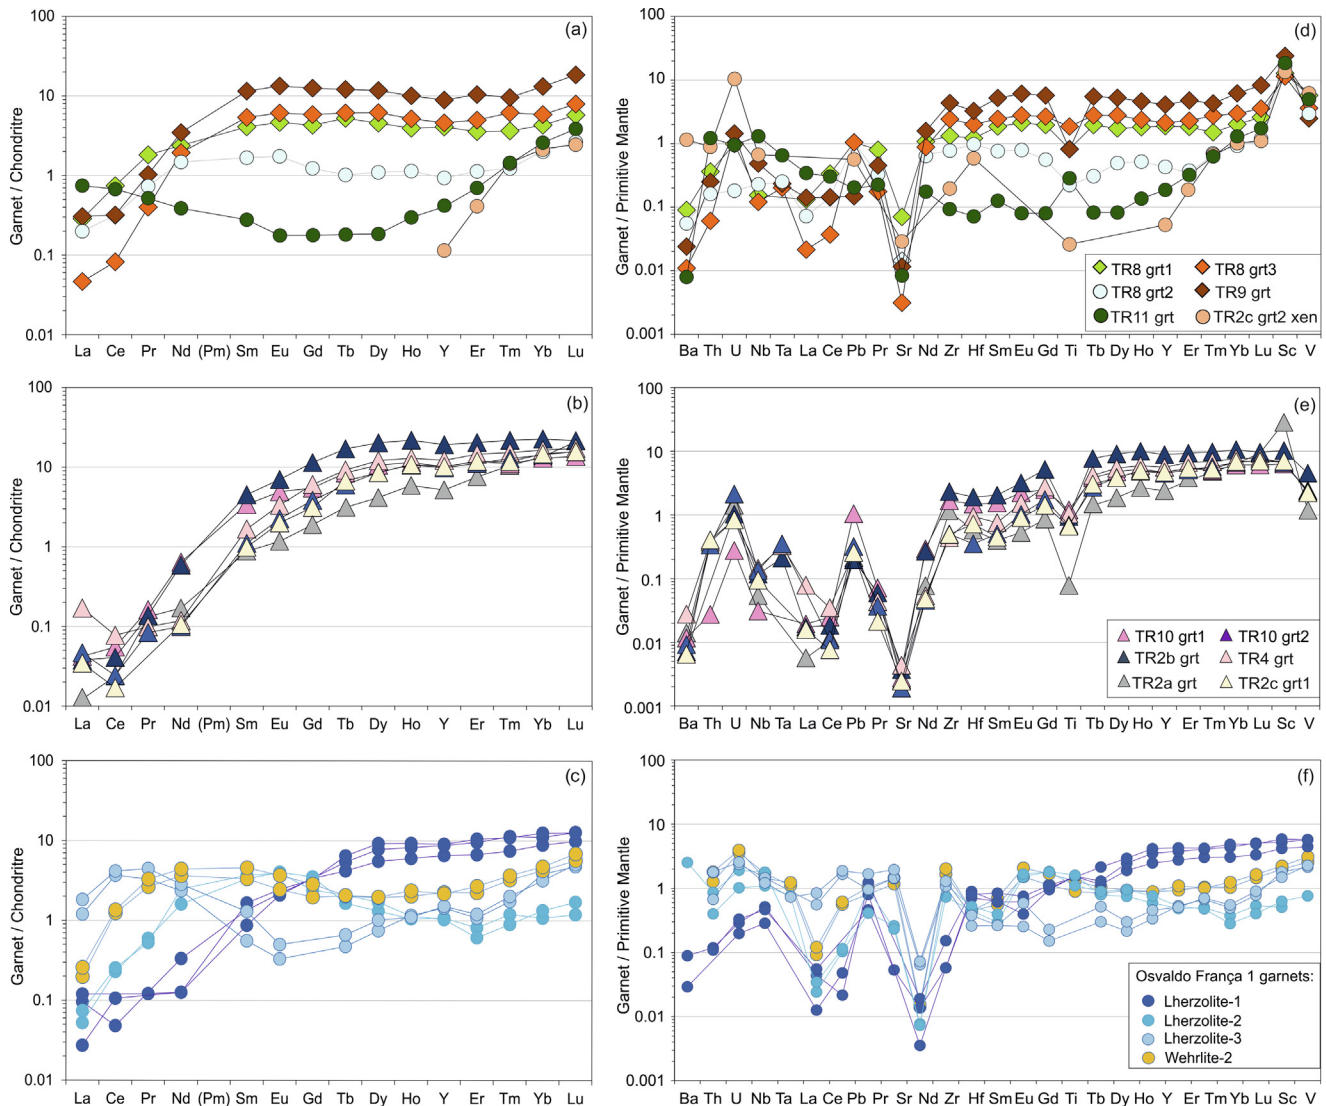 100
10
1
0.1
0.01
Garnet / Chondritre
(a)
La Ce Pr Nd (Pm) Sm Eu Gd Tb Dy Ho Y Er Tm Yb Lu
100
10
1
0.1
0.01
0.001
Garnet / Primitive Mantle
(d)
TR8 grt1
TR8 grt3
TR8 grt2
TR9 grt
TR11 grt
TR2c grt2 xen
Ba Th U Nb Ta La Ce Pb Pr Sr Nd Zr Hf Sm Eu Gd Ti Tb Dy Ho Y Er Tm Yb Lu Sc V
100
10
1
0.1
0.01
Garnet / Chondritre
(b)
La Ce Pr Nd (Pm) Sm Eu Gd Tb Dy Ho Y Er Tm Yb Lu
100
10
1
0.1
0.01
0.001
Garnet / Primitive Mantle
(e)
TR10 grt1
TR10 grt2
TR2b grt
TR4 grt
TR2a grt
TR2c grt1
Ba Th U Nb Ta La Ce Pb Pr Sr Nd Zr Hf Sm Eu Gd Ti Tb Dy Ho Y Er Tm Yb Lu Sc V
100
10
1
0.1
0.01
Garnet / Chondritre
(c)
La Ce Pr Nd (Pm) Sm Eu Gd Tb Dy Ho Y Er Tm Yb Lu
100
10
1
0.1
0.01
0.001
Garnet / Primitive Mantle
(f)
Osvaldo França 1 garnets:
Lherzolite-1
Lherzolite-2
Lherzolite-3
Wehrlite-2
Ba Th U Nb Ta La Ce Pb Pr Sr Nd Zr Hf Sm Eu Gd Ti Tb Dy Ho Y Er Tm Yb Lu Sc V